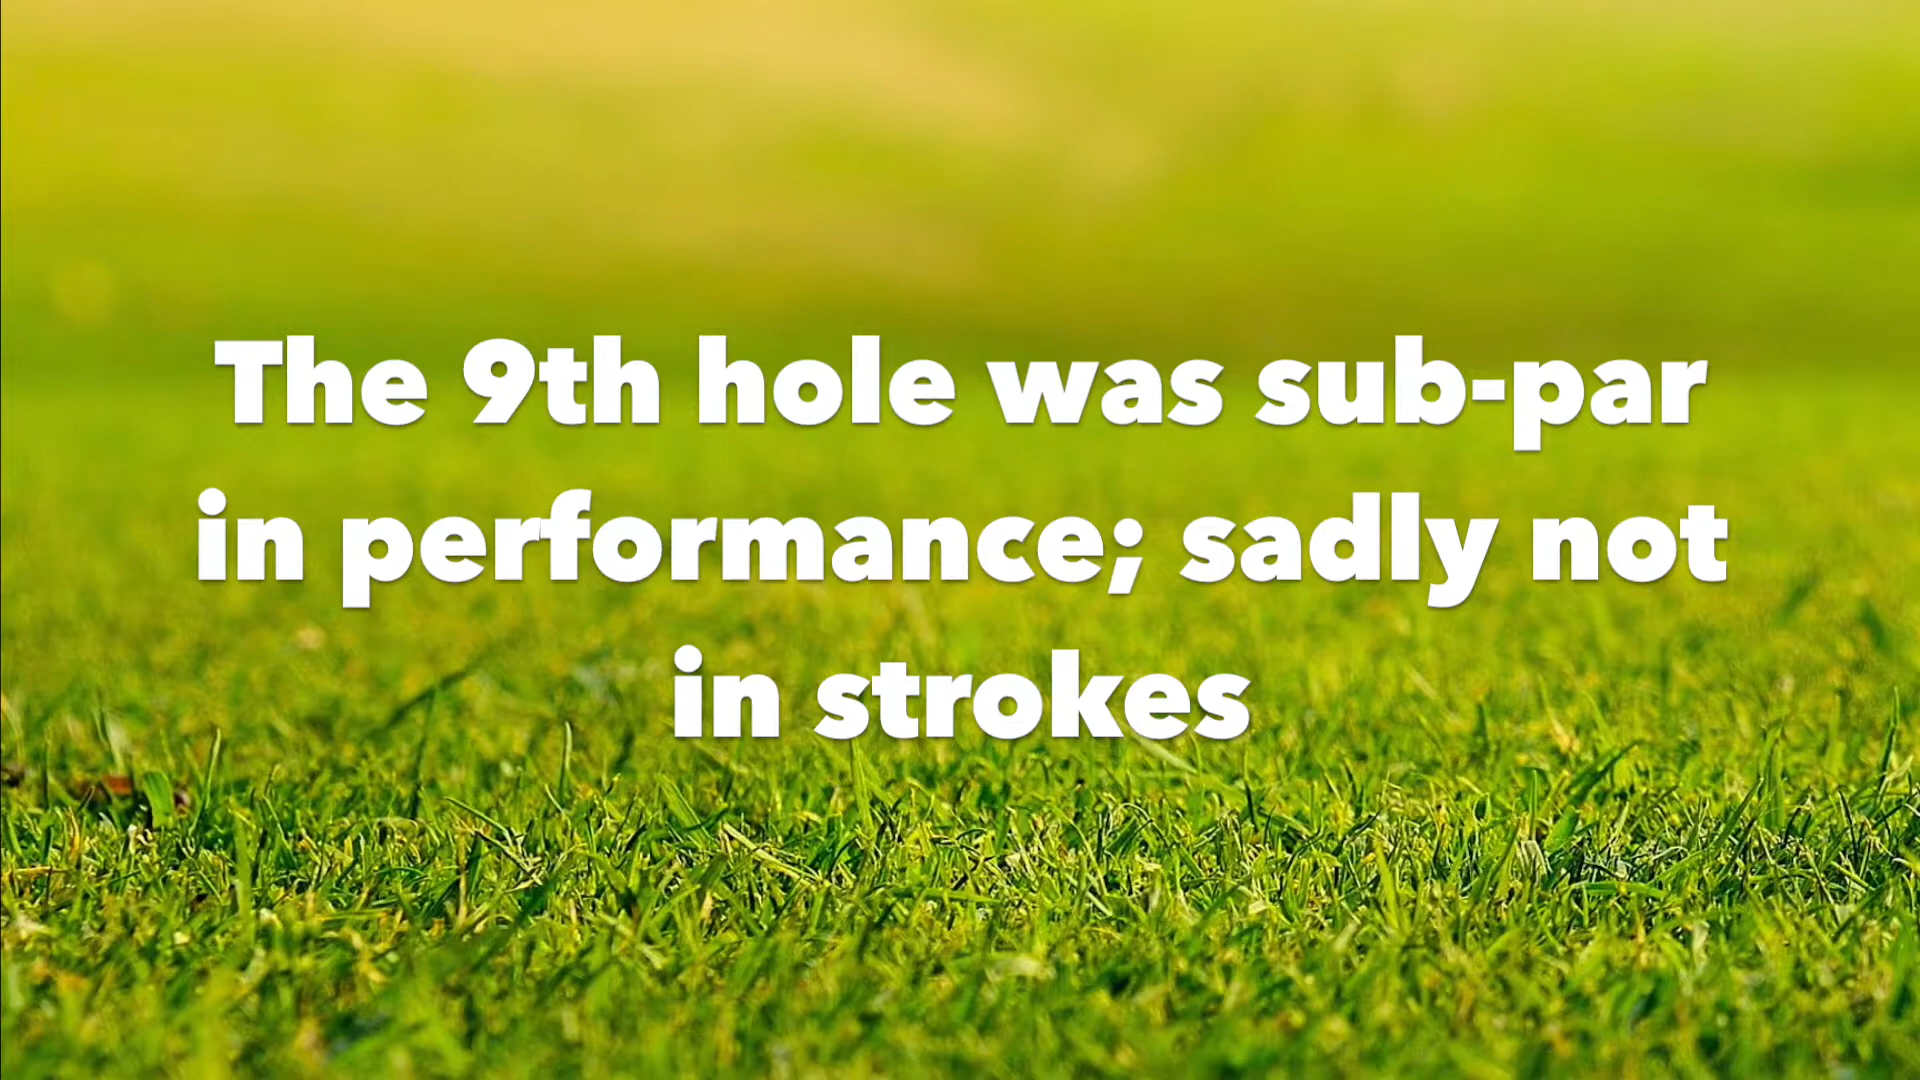 The 9th hole was sub-par
in performance; sadly not
in strokes